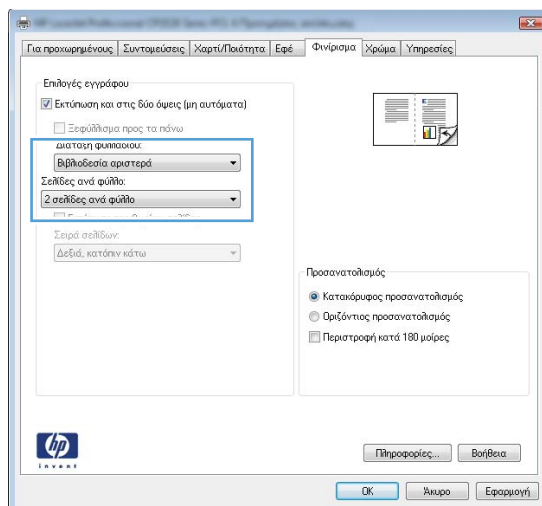 Για προχωρημένους Συντομεύσεις Χαρτί/Ποιότητα Εφέ Φινίρισμα Χρώμα Υπηρεσίες
Επιλογές εγγράφου
Εκτύπωση και στις δύο όψεις (μη αυτόματα)
Ξεφύλλισμα προς τα πάνω
Διάταξη φυλλαδίου:
Βιβλιοδεσία αριστερά
Σελίδες ανά φύλλο:
2 σελίδες ανά φύλλο
Σειρά σελίδων:
Δεξιά, κατόπιν κάτω
Προσανατολισμός
Κατακόρυφος προσανατολισμός
Οριζόντιος προσανατολισμός
Περιστροφή κατά 180 μοίρες
hp
invent
Πληροφορίες... Βοήθεια
OK Άκυρο Εφαρμογή